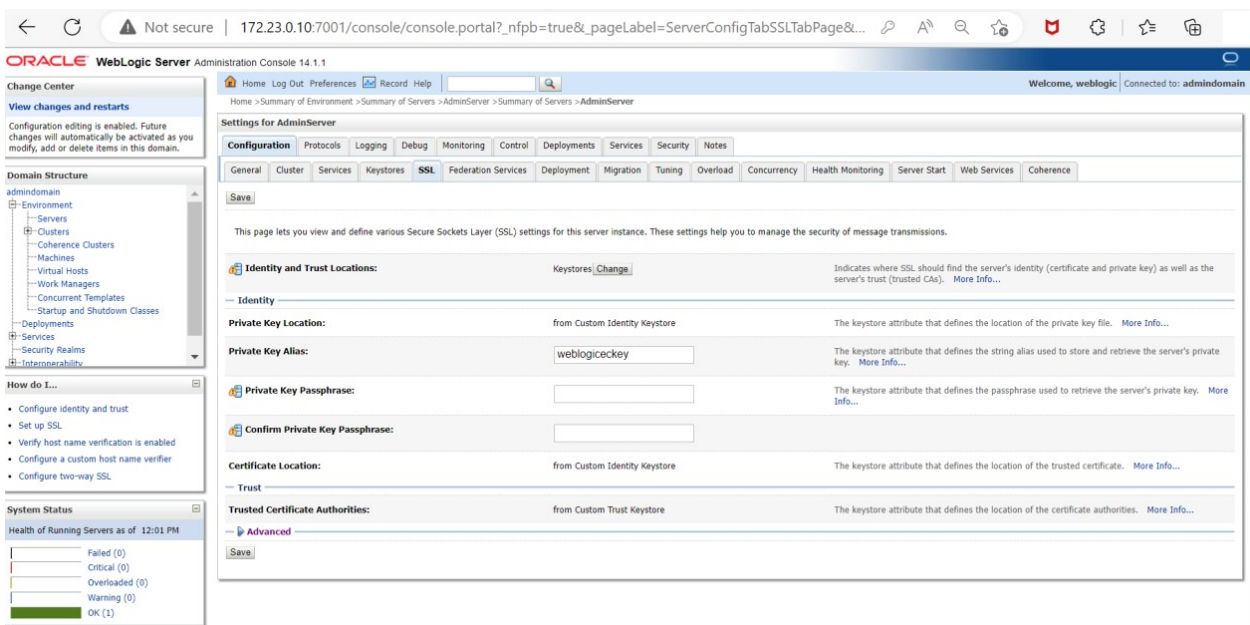 Not secure | 172.23.0.10:7001/console/console.portal?_nfpb=true&_pageLabel=ServerConfigTabSSLTabPage&...
ORACLE WebLogic Server Administration Console 14.1.1
Change Center
View changes and restarts
Configuration editing is enabled. Future
changes will automatically be activated as you
modify, add or delete items in this domain.
Domain Structure
admindomain
Environment
Servers
Clusters
Coherence Clusters
Machines
Virtual Hosts
Work Managers
Concurrent Templates
Startup and Shutdown Classes
Deployments
Services
Security Realms
Interoperability
How do I...
Configure identity and trust
Set up SSL
Verify host name verification is enabled
Configure a custom host name verifier
Configure two-way SSL
System Status
Health of Running Servers as of 12:01 PM
Failed (0)
Critical (0)
Overloaded (0)
Warning (0)
OK (1)
Home Log Out Preferences Record Help
Welcome, weblogic Connected to: admindomain
Home >Summary of Environment >Summary of Servers >AdminServer >Summary of Servers >AdminServer
Settings for AdminServer
Configuration Protocols Logging Debug Monitoring Control Deployments Services Security Notes
General Cluster Services Keystores SSL Federation Services Deployment Migration Tuning Overload Concurrency Health Monitoring Server Start Web Services Coherence
Save
This page lets you view and define various Secure Sockets Layer (SSL) settings for this server instance. These settings help you to manage the security of message transmissions.
Identity and Trust Locations: Keystores Change Indicates where SSL should find the server's identity (certificate and private key) as well as the
server's trust (trusted CAs). More Info...
Identity
Private Key Location: from Custom Identity Keystore The keystore attribute that defines the location of the private key file. More Info...
Private Key Alias: weblogiceckey The keystore attribute that defines the string alias used to store and retrieve the server's private
key. More Info...
Private Key Passphrase: The keystore attribute that defines the passphrase used to retrieve the server's private key. More
Info...
Confirm Private Key Passphrase:
Certificate Location: from Custom Identity Keystore The keystore attribute that defines the location of the trusted certificate. More Info...
Trust
Trusted Certificate Authorities: from Custom Trust Keystore The keystore attribute that defines the location of the certificate authorities. More Info...
Advanced
Save